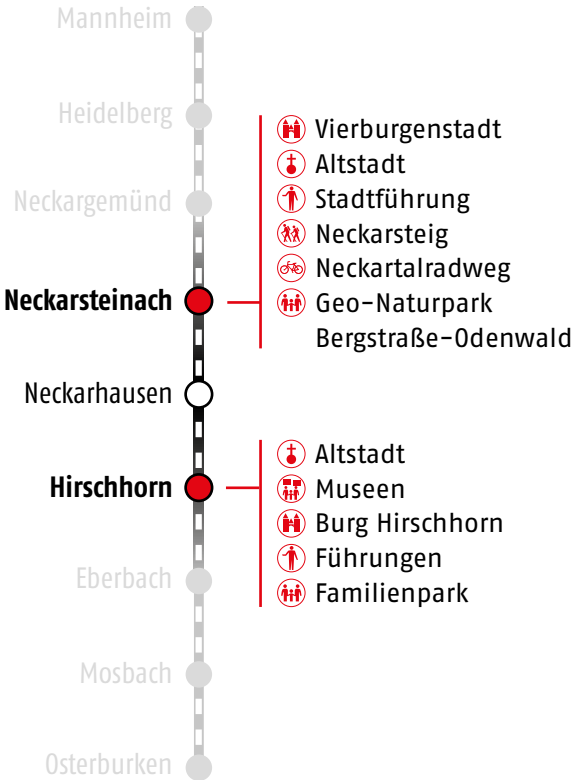 Mannheim
Heidelberg
Neckargemünd
Neckarsteinach
Vierburgenstadt
Altstadt
Stadtführung
Neckarsteig
Neckartalradweg
Geo-Naturpark
Bergstraße-Odenwald
Neckarhausen
Hirschhorn
Altstadt
Museen
Burg Hirschhorn
Führungen
Familienpark
Eberbach
Mosbach
Osterburken